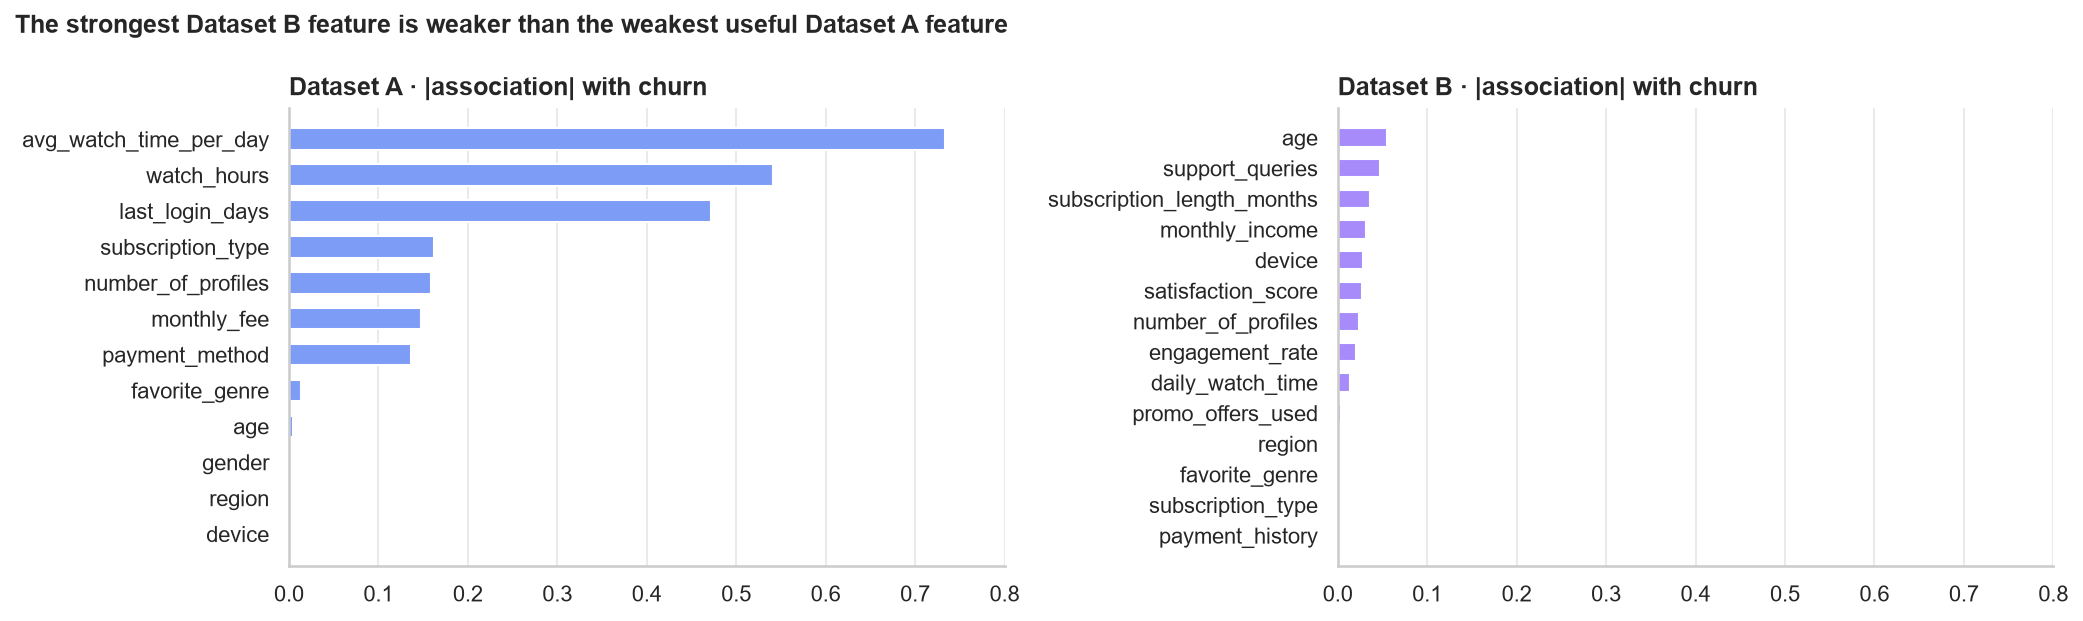 The strongest Dataset B feature is weaker than the weakest useful Dataset A feature
Dataset A · |association| with churn
avg_watch_time_per_day
watch_hours
last_login_days
subscription_type
number_of_profiles
monthly_fee
payment_method
favorite_genre
age
gender
region
device
0.0 0.1 0.2 0.3 0.4 0.5 0.6 0.7 0.8
Dataset B · |association| with churn
age
support_queries
subscription_length_months
monthly_income
device
satisfaction_score
number_of_profiles
engagement_rate
daily_watch_time
promo_offers_used
region
favorite_genre
subscription_type
payment_history
0.0 0.1 0.2 0.3 0.4 0.5 0.6 0.7 0.8